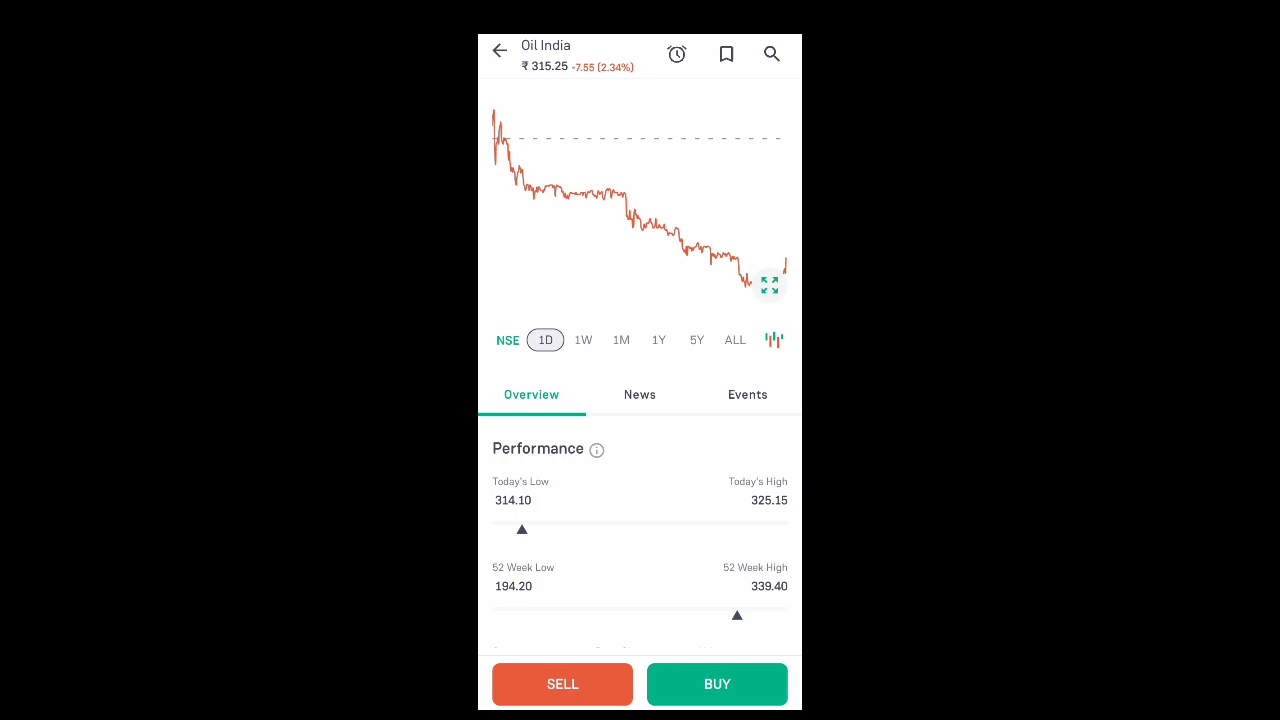 Oil India
₹ 315.25 -7.55 (2.34%)
NSE 1D 1W 1M 1Y 5Y ALL
Overview News Events
Performance
Today's Low Today's High
314.10 325.15
52 Week Low 52 Week High
194.20 339.40
SELL BUY